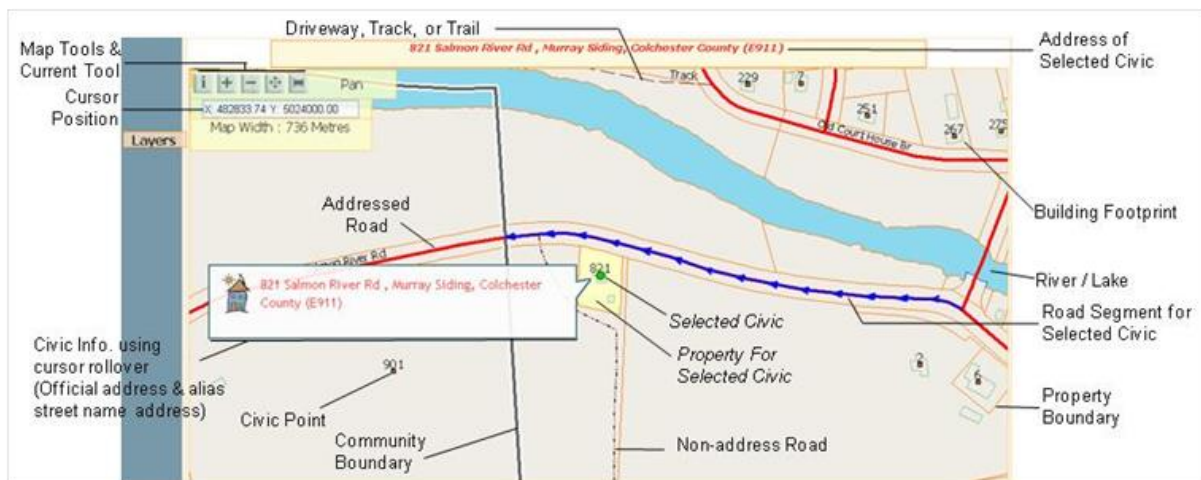 Driveway, Track, or Trail
Map Tools &
Current Tool
821 Salmon River Rd , Murray Siding, Colchester County (E911)
Address of
Selected Civic
Cursor
Position
i
Pan
X: 482833.74 Y: 5024000.00
Map Width : 736 Metres
Layers
Track
229
7
251
267
275
Old Court House Br
Building Footprint
Addressed
Road
River Rd
821
821 Salmon River Rd , Murray Siding, Colchester
County (E911)
River / Lake
Road Segment for
Selected Civic
Selected Civic
Property For
Selected Civic
Civic Info. using
cursor rollover
(Official address & alias
street name address)
901
2
6
Civic Point
Property
Boundary
Community
Boundary
Non-address Road